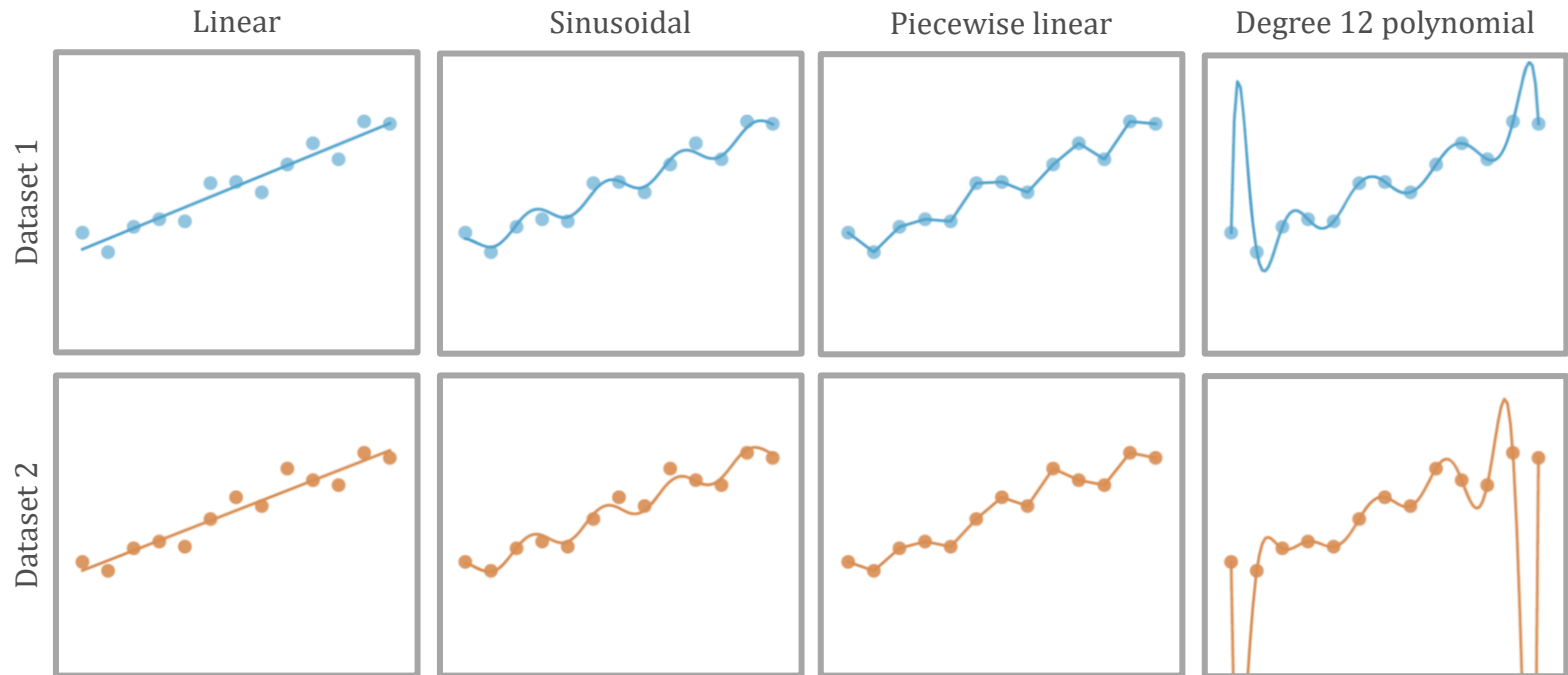 Linear
Sinusoidal
Piecewise linear
Degree 12 polynomial
Dataset 1
Dataset 2